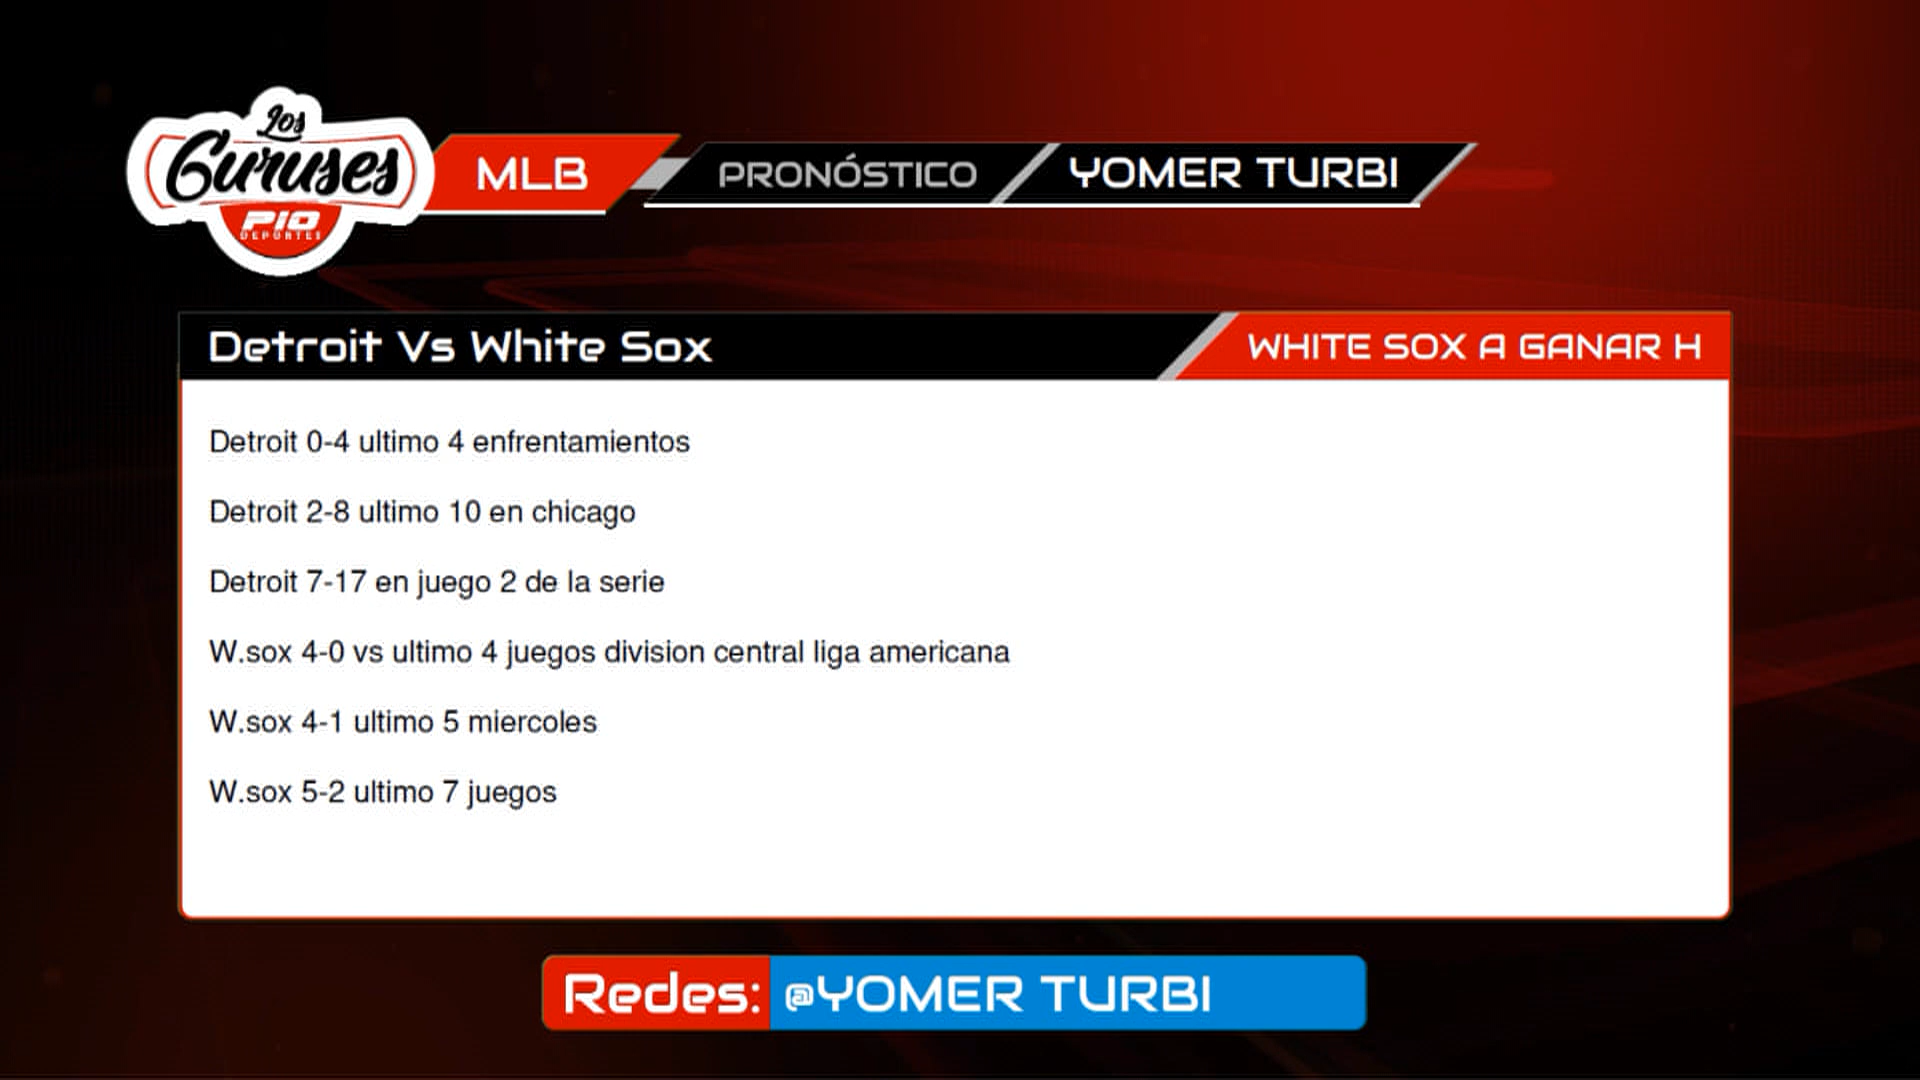 Los
Guruses
PIO
DEPORTES
MLB
PRONÓSTICO
YOMER TURBI
Detroit Vs White Sox
WHITE SOX A GANAR H
Detroit 0-4 ultimo 4 enfrentamientos
Detroit 2-8 ultimo 10 en chicago
Detroit 7-17 en juego 2 de la serie
W.sox 4-0 vs ultimo 4 juegos division central liga americana
W.sox 4-1 ultimo 5 miercoles
W.sox 5-2 ultimo 7 juegos
Redes: @YOMER TURBI